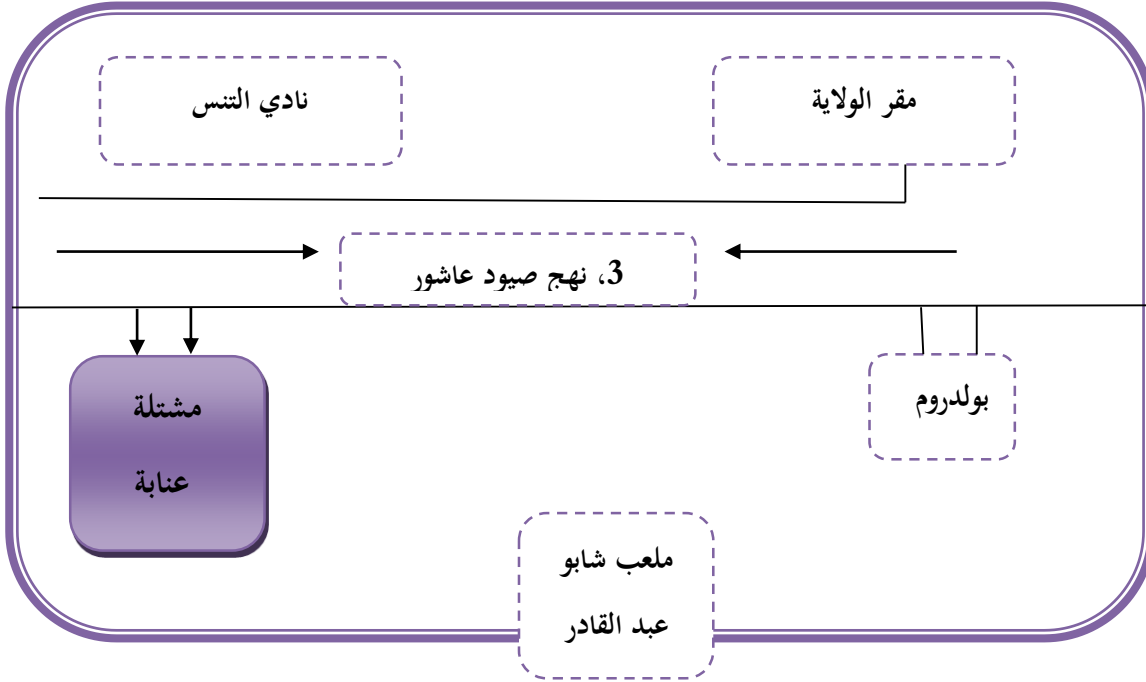 مقر الولاية
نادي التنس
3، نهج صيود عاشور
بولدروم
مشتلة
عنابة
ملعب شابو
عبد القادر